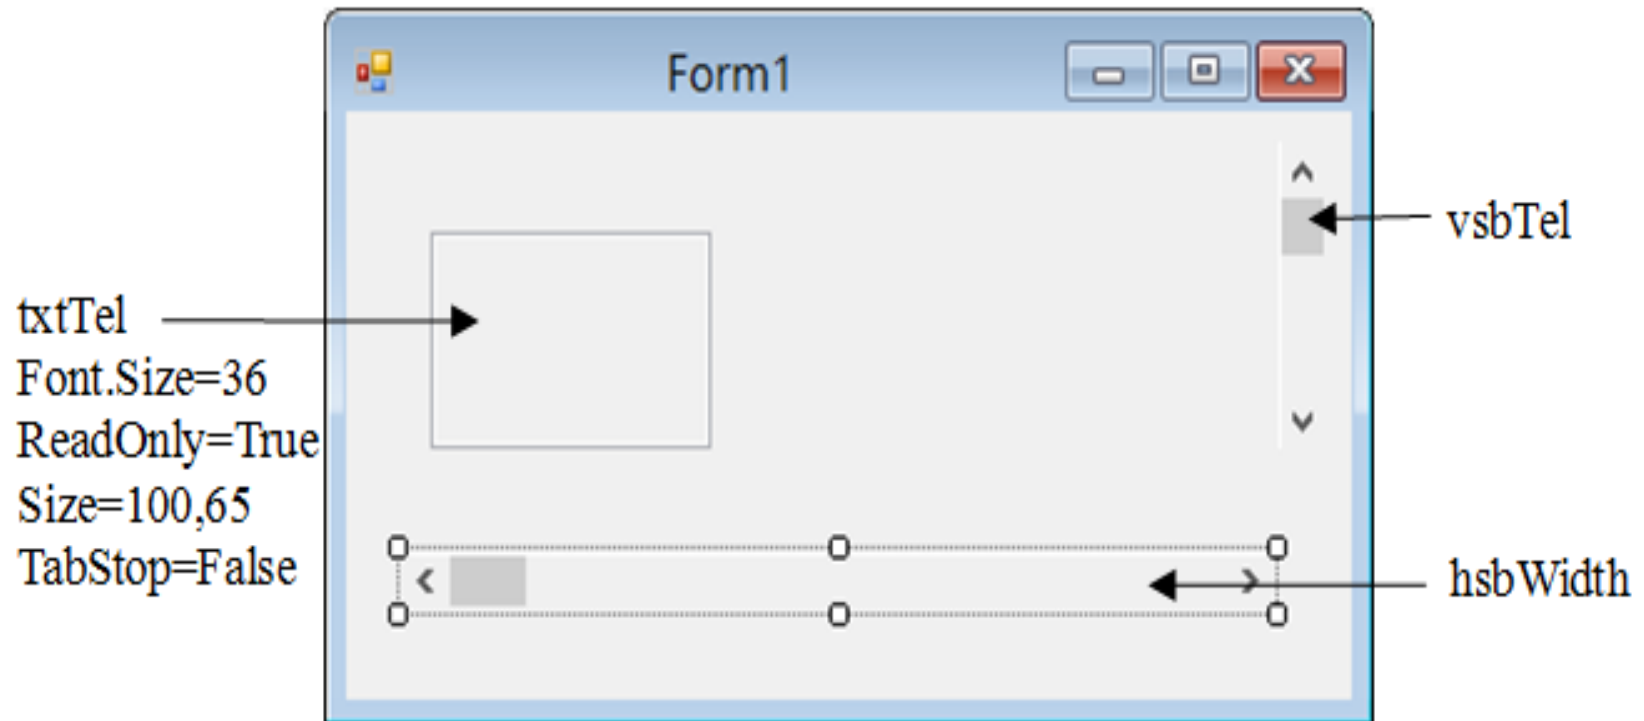 Form1
vsbTel
txtTel
Font.Size=36
ReadOnly=True
Size=100,65
TabStop=False
hsbWidth